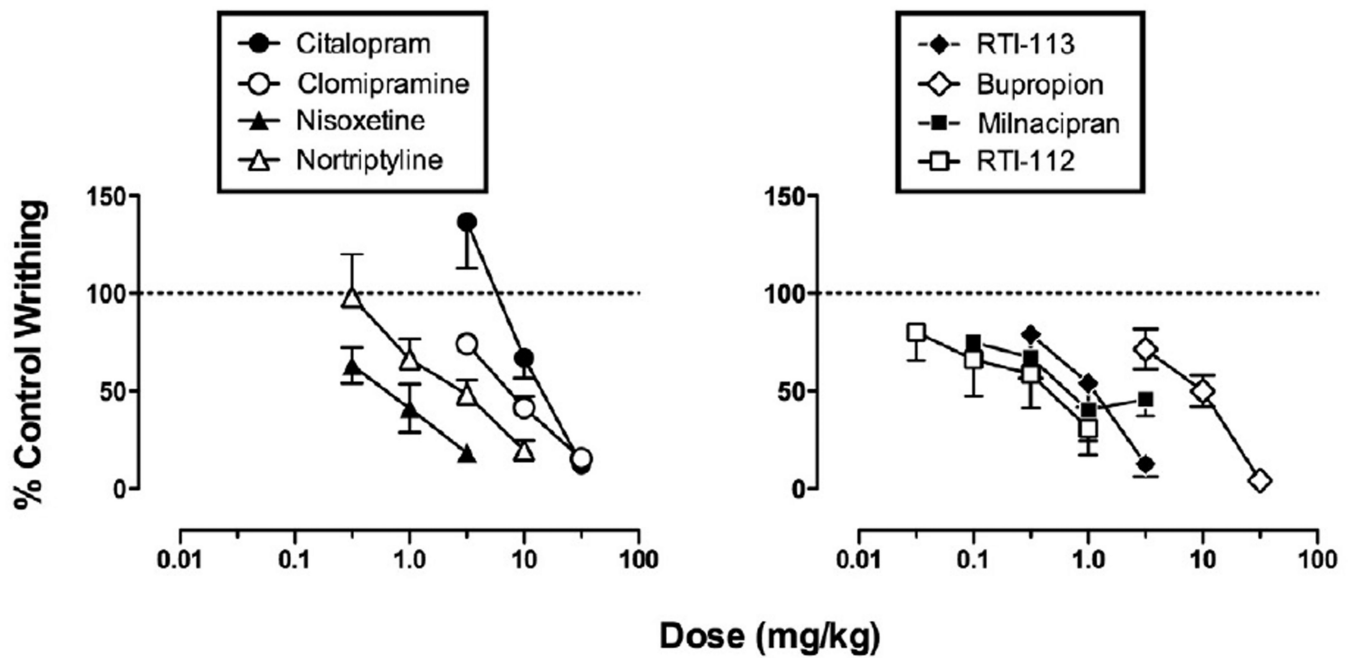 Citalopram
Clomipramine
Nisoxetine
Nortriptyline
RTI-113
Bupropion
Milnacipran
RTI-112
% Control Writhing
150
100
50
0
0.01 0.1 1.0 10 100
150
100
50
0
0.01 0.1 1.0 10 100
Dose (mg/kg)